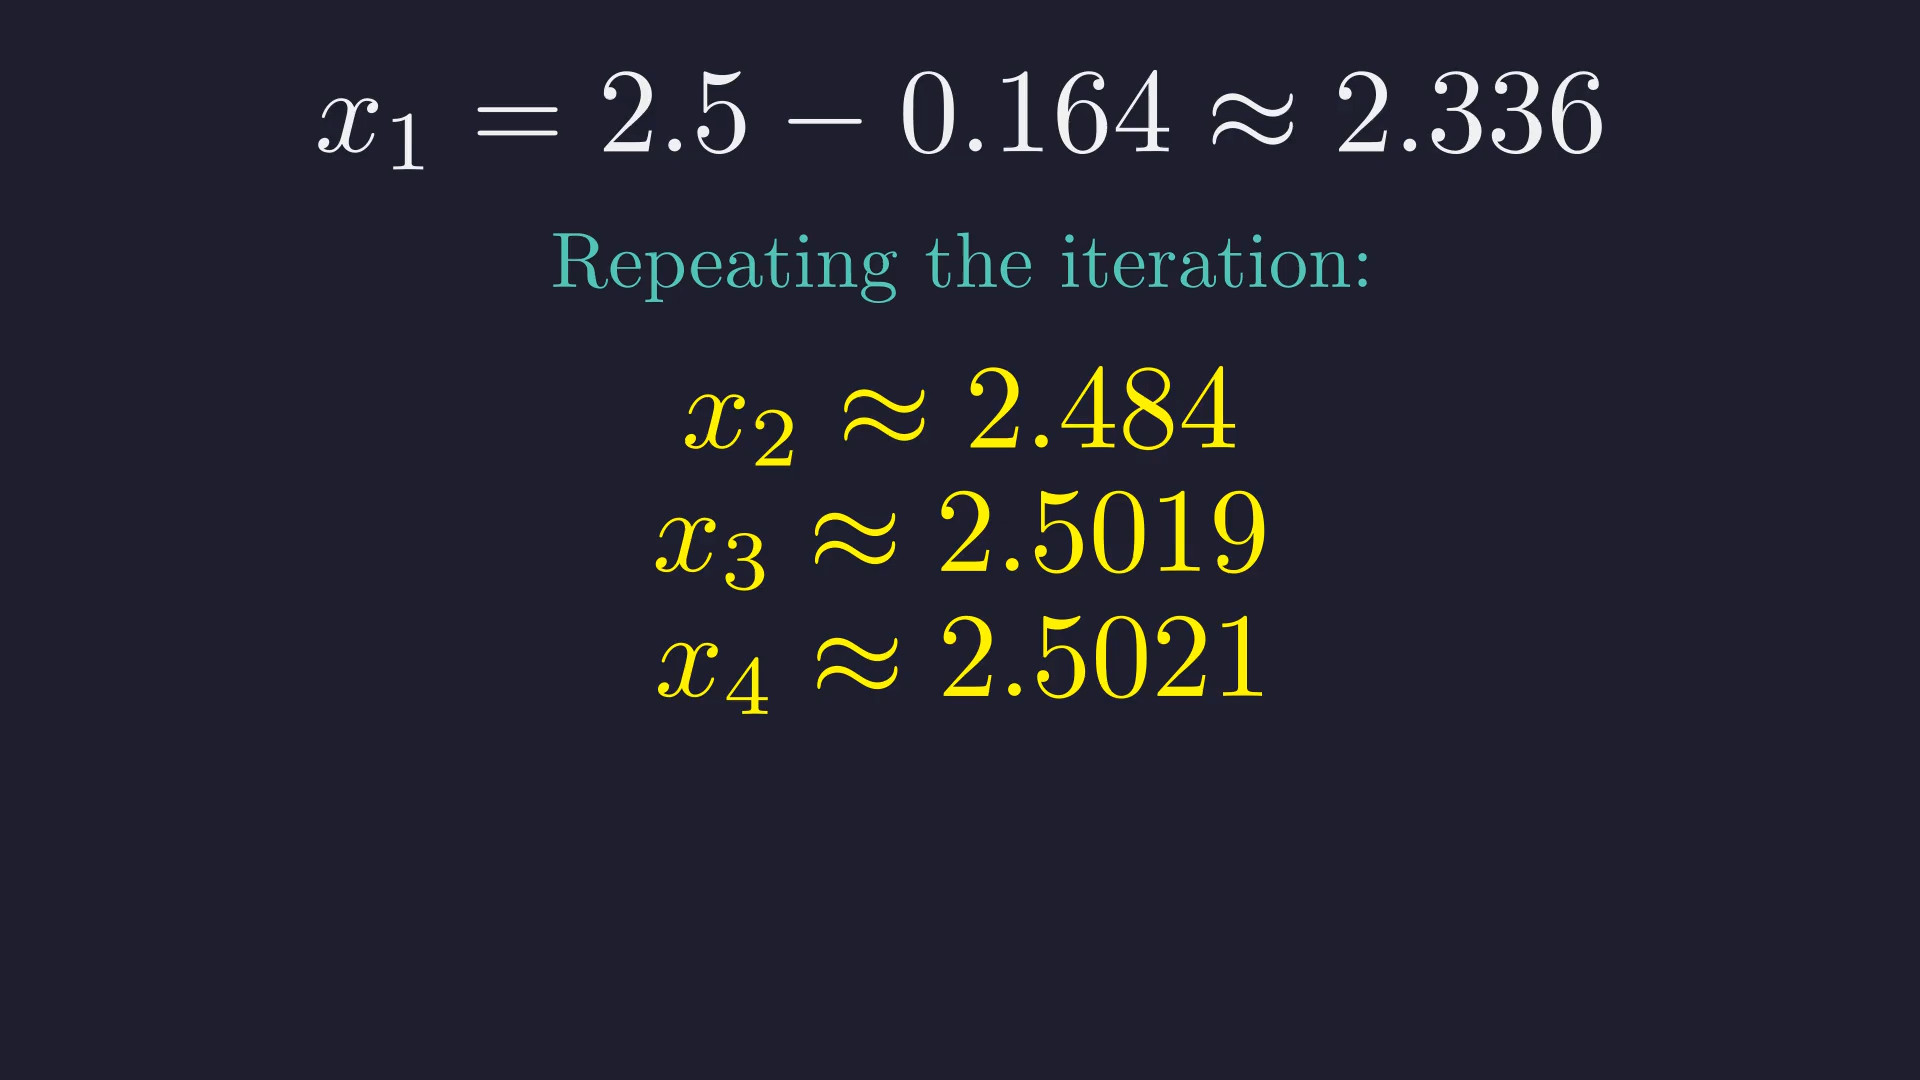 x₁ = 2.5 − 0.164 ≈ 2.336
Repeating the iteration:
x₂ ≈ 2.484
x₃ ≈ 2.5019
x₄ ≈ 2.5021